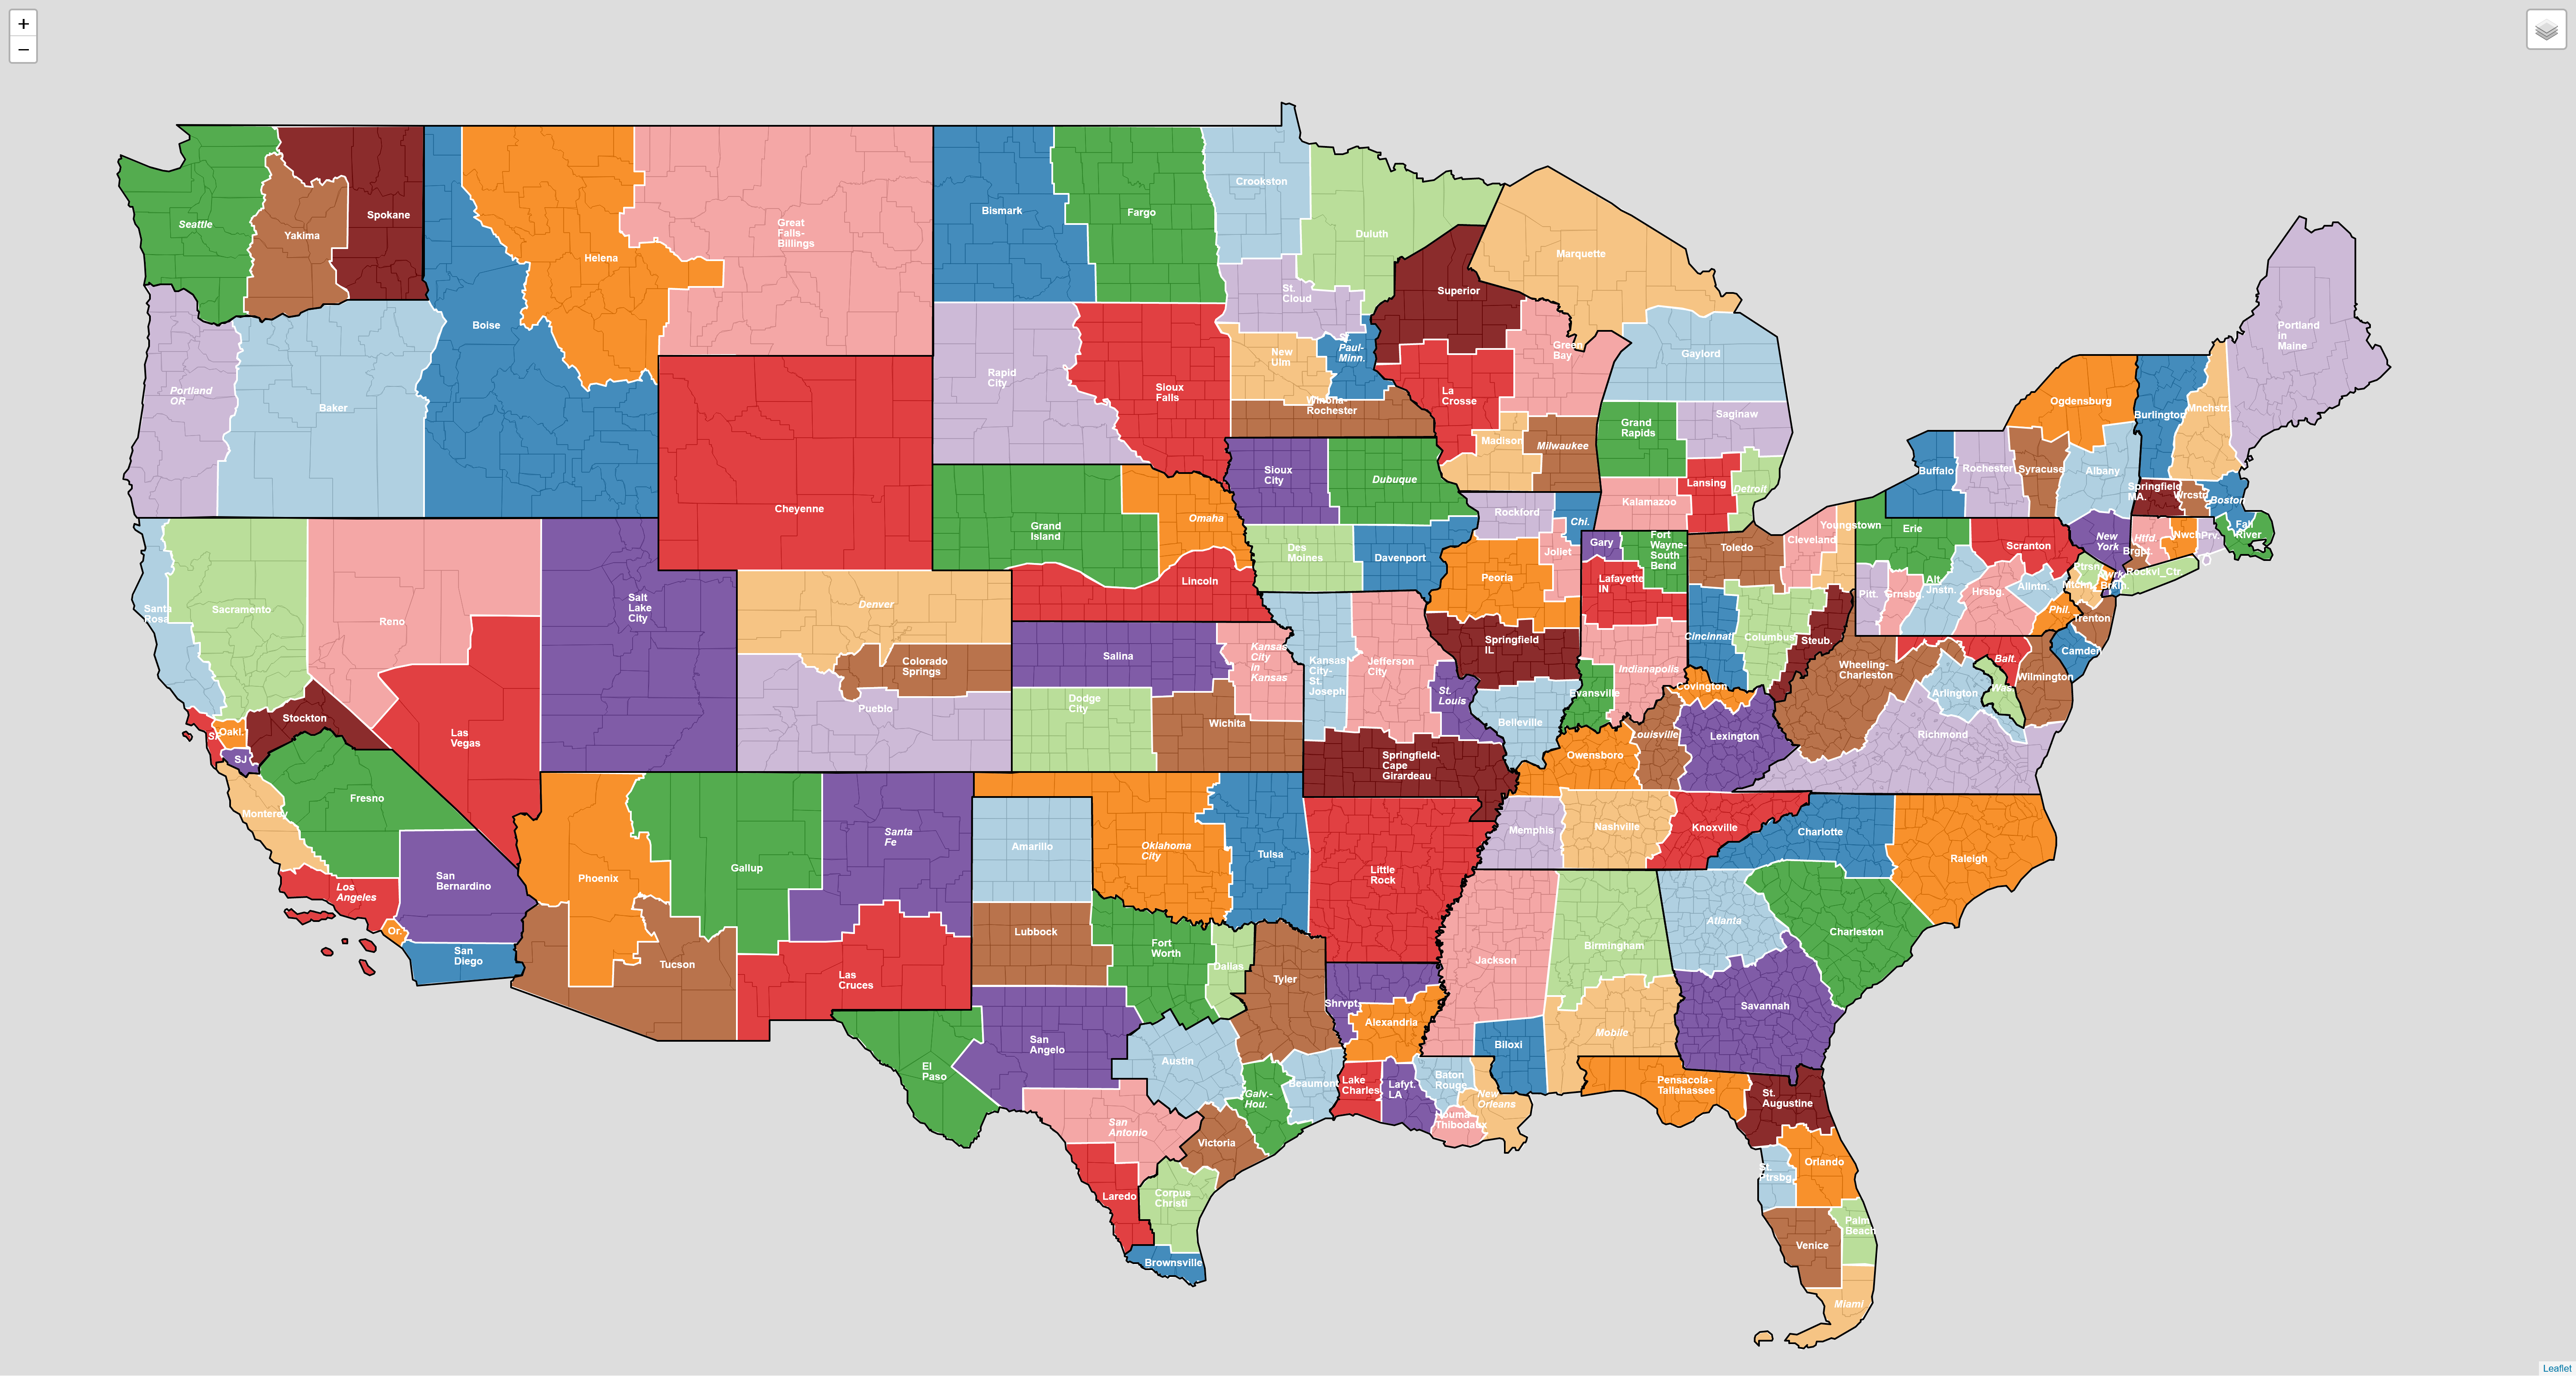 +
−
Seattle
Spokane
Yakima
Helena
Great
Falls-
Billings
Bismark
Fargo
Crookston
Duluth
Marquette
Superior
St.
Cloud
Boise
Portland
OR
Baker
Rapid
City
Sioux
Falls
New
Ulm
St.
Paul-
Minn.
Winona-
Rochester
La
Crosse
Green
Bay
Gaylord
Portland
in
Maine
Ogdensburg
Burlington
Mnchstr.
Grand
Rapids
Saginaw
Madison
Milwaukee
Cheyenne
Sioux
City
Dubuque
Lansing
Detroit
Kalamazoo
Buffalo
Rochester
Syracuse
Albany
Springfield
MA.
Wrcstr.
Boston
Grand
Island
Omaha
Rockford
Chi.
Des
Moines
Davenport
Gary
Fort
Wayne-
South
Bend
Toledo
Cleveland
Youngstown
Erie
Scranton
New
York
Htfd.
Nwch
Prv.
Fall
River
Brgpt.
Joliet
Peoria
Lafayette
IN
Lincoln
Pitt.
Grnsbg.
Alt.
Jnstn.
Hrsbg.
Allntn.
Ptrsn.
Mtchn.
Nwrk.
Brkln.
Rockvl_Ctr.
Phil.
Trenton
Camden
Santa
Rosa
Sacramento
Reno
Salt
Lake
City
Denver
Colorado
Springs
Pueblo
Salina
Kansas
City
in
Kansas
Kansas
City-
St.
Joseph
Jefferson
City
Springfield
IL
Cincinnati
Columbus
Steub.
Indianapolis
Evansville
Covington
Wheeling-
Charleston
Balt.
Arlington
Was.
Wilmington
Richmond
St.
Louis
Belleville
Dodge
City
Wichita
Stockton
Oakl.
SF
SJ
Las
Vegas
Fresno
Monterey
Springfield-
Cape
Girardeau
Owensboro
Louisville
Lexington
San
Bernardino
Los
Angeles
Or.
San
Diego
Phoenix
Gallup
Santa
Fe
Amarillo
Oklahoma
City
Tulsa
Little
Rock
Memphis
Nashville
Knoxville
Charlotte
Raleigh
Tucson
Las
Cruces
Lubbock
Fort
Worth
Dallas
Tyler
Jackson
Birmingham
Atlanta
Charleston
Savannah
Shrvpt.
Alexandria
Mobile
Biloxi
El
Paso
San
Angelo
Austin
Galv.-
Hou.
Beaumont
Lake
Charles
Lafyt.
LA
Baton
Rouge
New
Orleans
Houma
Thibodaux
Pensacola-
Tallahassee
St.
Augustine
San
Antonio
Victoria
Laredo
Corpus
Christi
Brownsville
Orlando
St.
Ptrsbg.
Palm
Beach
Venice
Miami
Leaflet